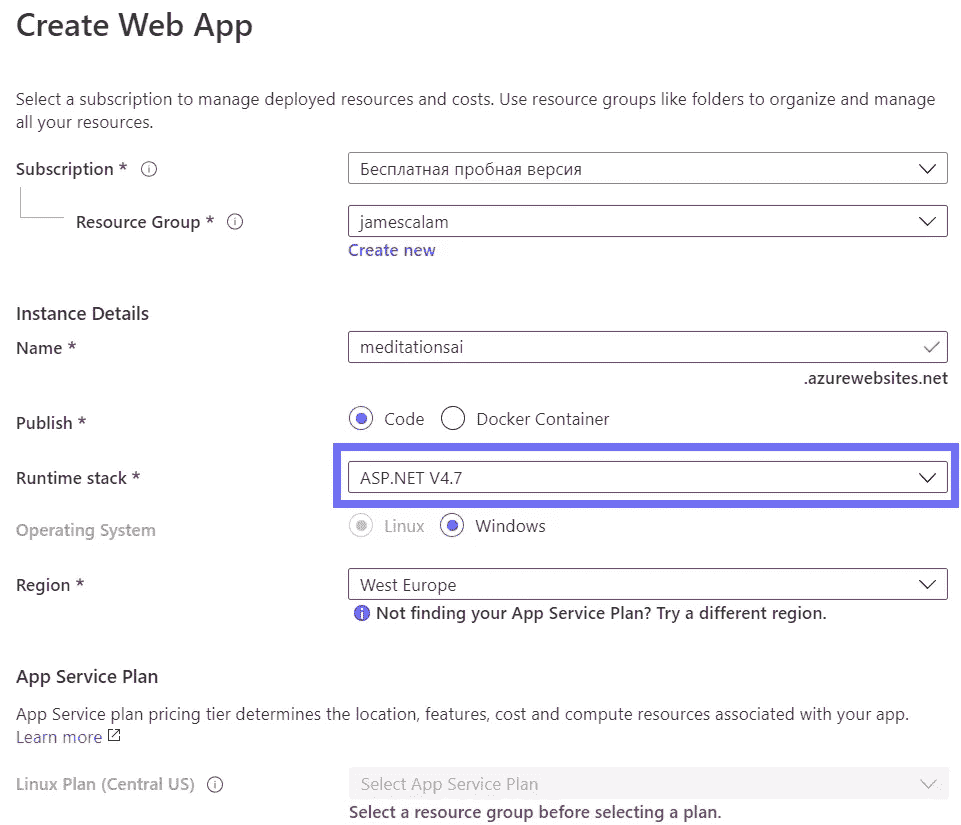 Create Web App
Select a subscription to manage deployed resources and costs. Use resource groups like folders to organize and manage
all your resources.
Subscription *
Бесплатная пробная версия
Resource Group *
jamescalam
Create new
Instance Details
Name *
meditationsai
.azurewebsites.net
Publish *
Code
Docker Container
Runtime stack *
ASP.NET V4.7
Operating System
Linux
Windows
Region *
West Europe
Not finding your App Service Plan? Try a different region.
App Service Plan
App Service plan pricing tier determines the location, features, cost and compute resources associated with your app.
Learn more
Linux Plan (Central US)
Select App Service Plan
Select a resource group before selecting a plan.